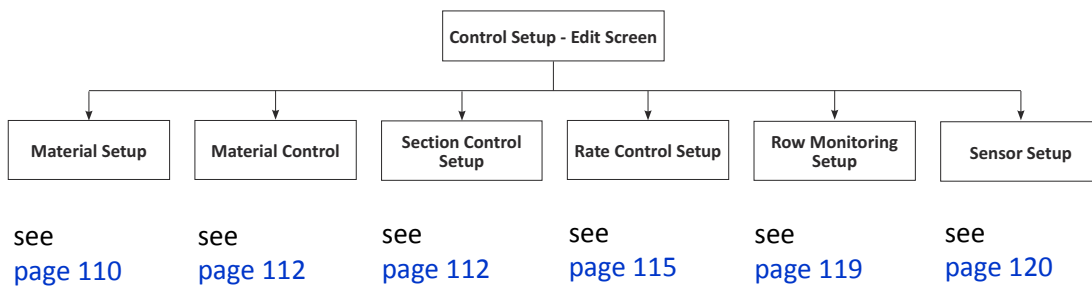 Control Setup - Edit Screen
Material Setup
Material Control
Section Control
Setup
Rate Control Setup
Row Monitoring
Setup
Sensor Setup
see
page 110
see
page 112
see
page 112
see
page 115
see
page 119
see
page 120